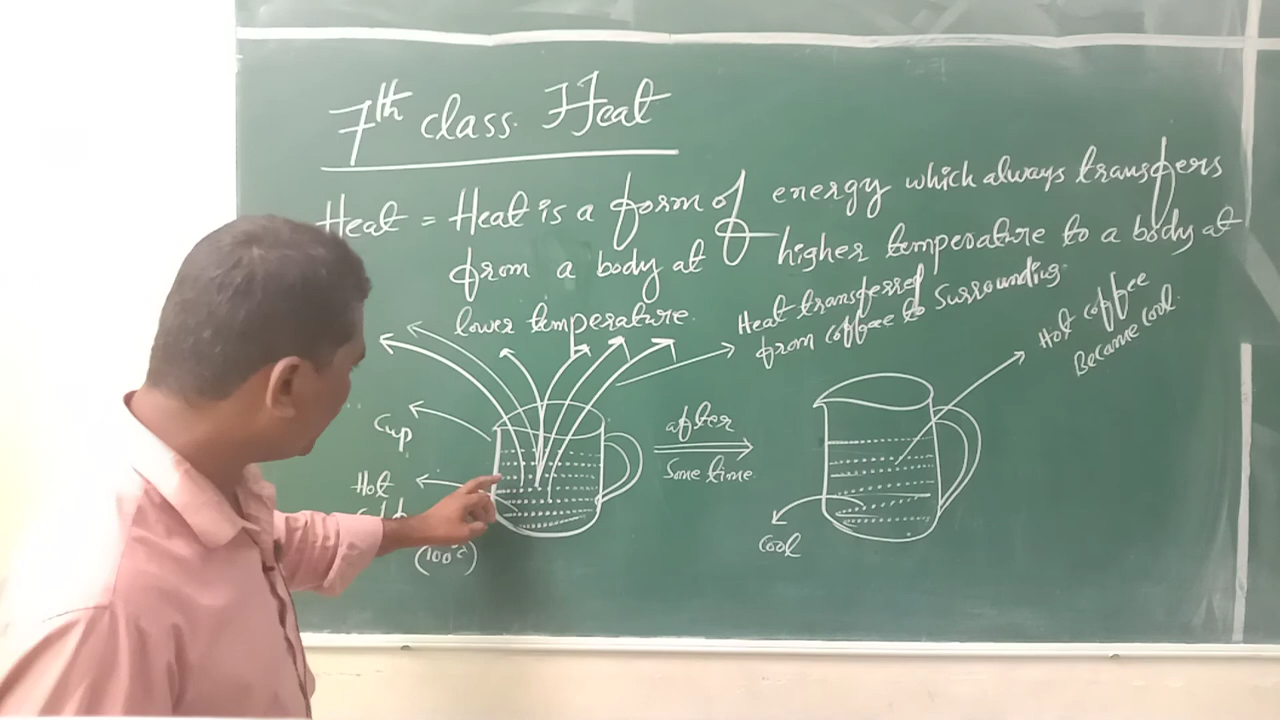 7th class. Heat
Heat = Heat is a form of energy which always transfers
from a body at higher temperature to a body at
lower temperature.
Heat transferred
from coffee to Surrounding.
Hot coffee
Became cool.
Cup
after
Some time
Hot
(100°c)
Cool